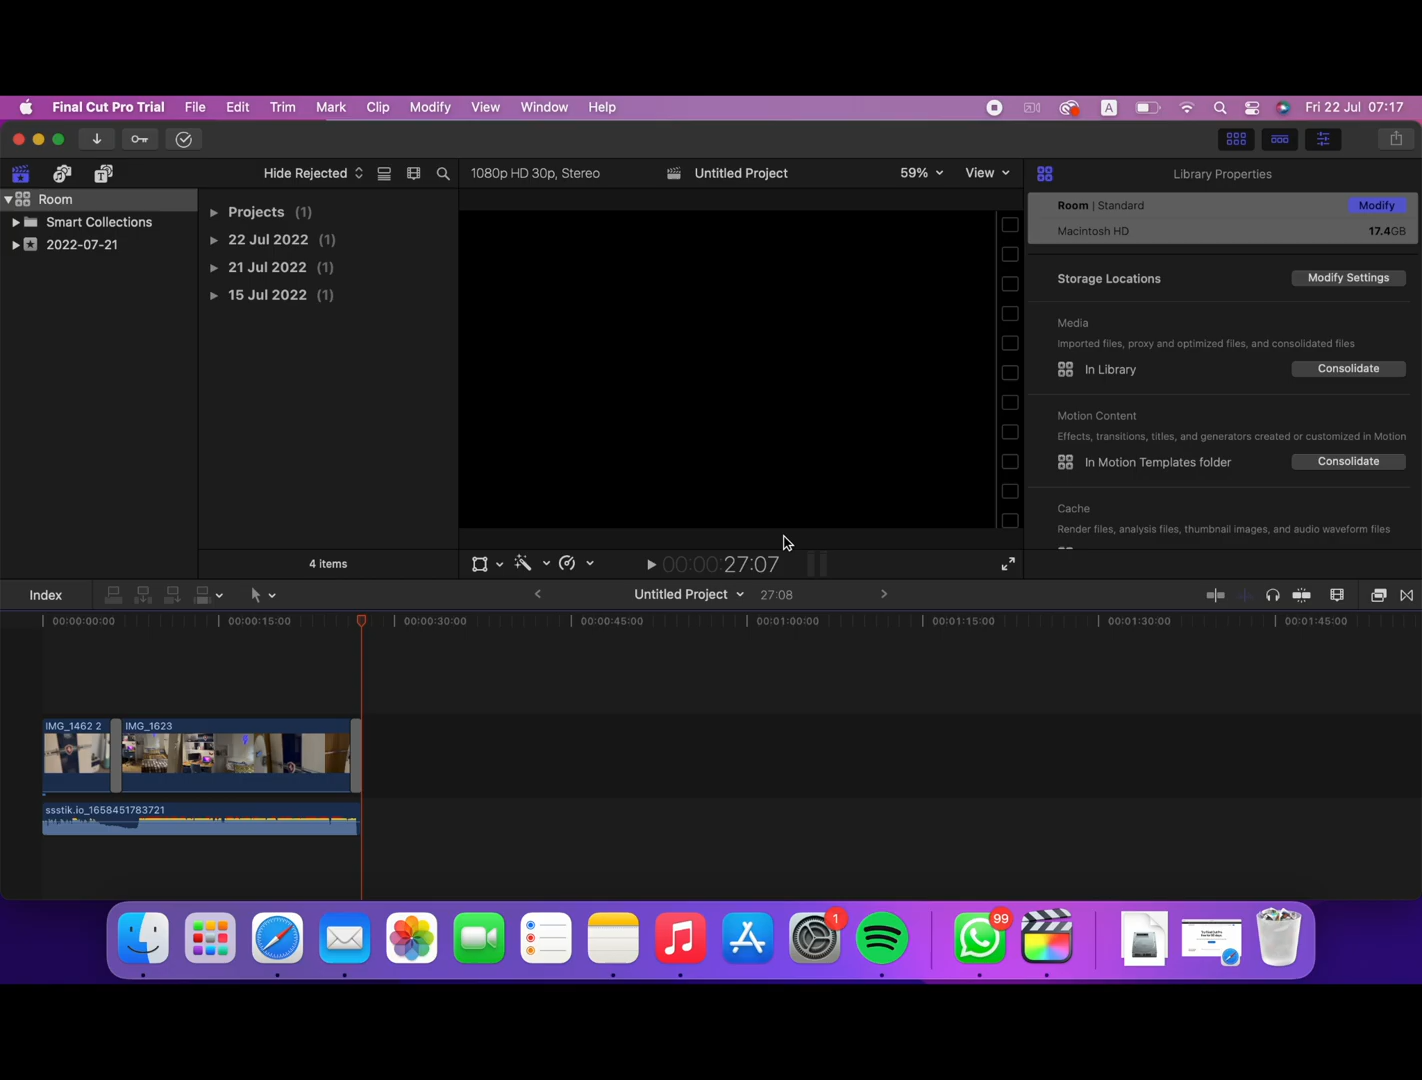 Final Cut Pro Trial File Edit Trim Mark Clip Modify View Window Help A Fri 22 Jul 07:17
T Hide Rejected 1080p HD 30p, Stereo Untitled Project 59% View Library Properties
Room
Smart Collections
2022-07-21
Projects (1)
22 Jul 2022 (1)
21 Jul 2022 (1)
15 Jul 2022 (1)
4 items
00:00:27:07
Room | Standard Modify
Macintosh HD 17.4GB
Storage Locations Modify Settings
Media
Imported files, proxy and optimized files, and consolidated files
In Library Consolidate
Motion Content
Effects, transitions, titles, and generators created or customized in Motion
In Motion Templates folder Consolidate
Cache
Render files, analysis files, thumbnail images, and audio waveform files
Index Untitled Project 27:08
00:00:00:00 00:00:15:00 00:00:30:00 00:00:45:00 00:01:00:00 00:01:15:00 00:01:30:00 00:01:45:00
IMG_1462 2 IMG_1623
ssstik.io_1658451783721
1 99